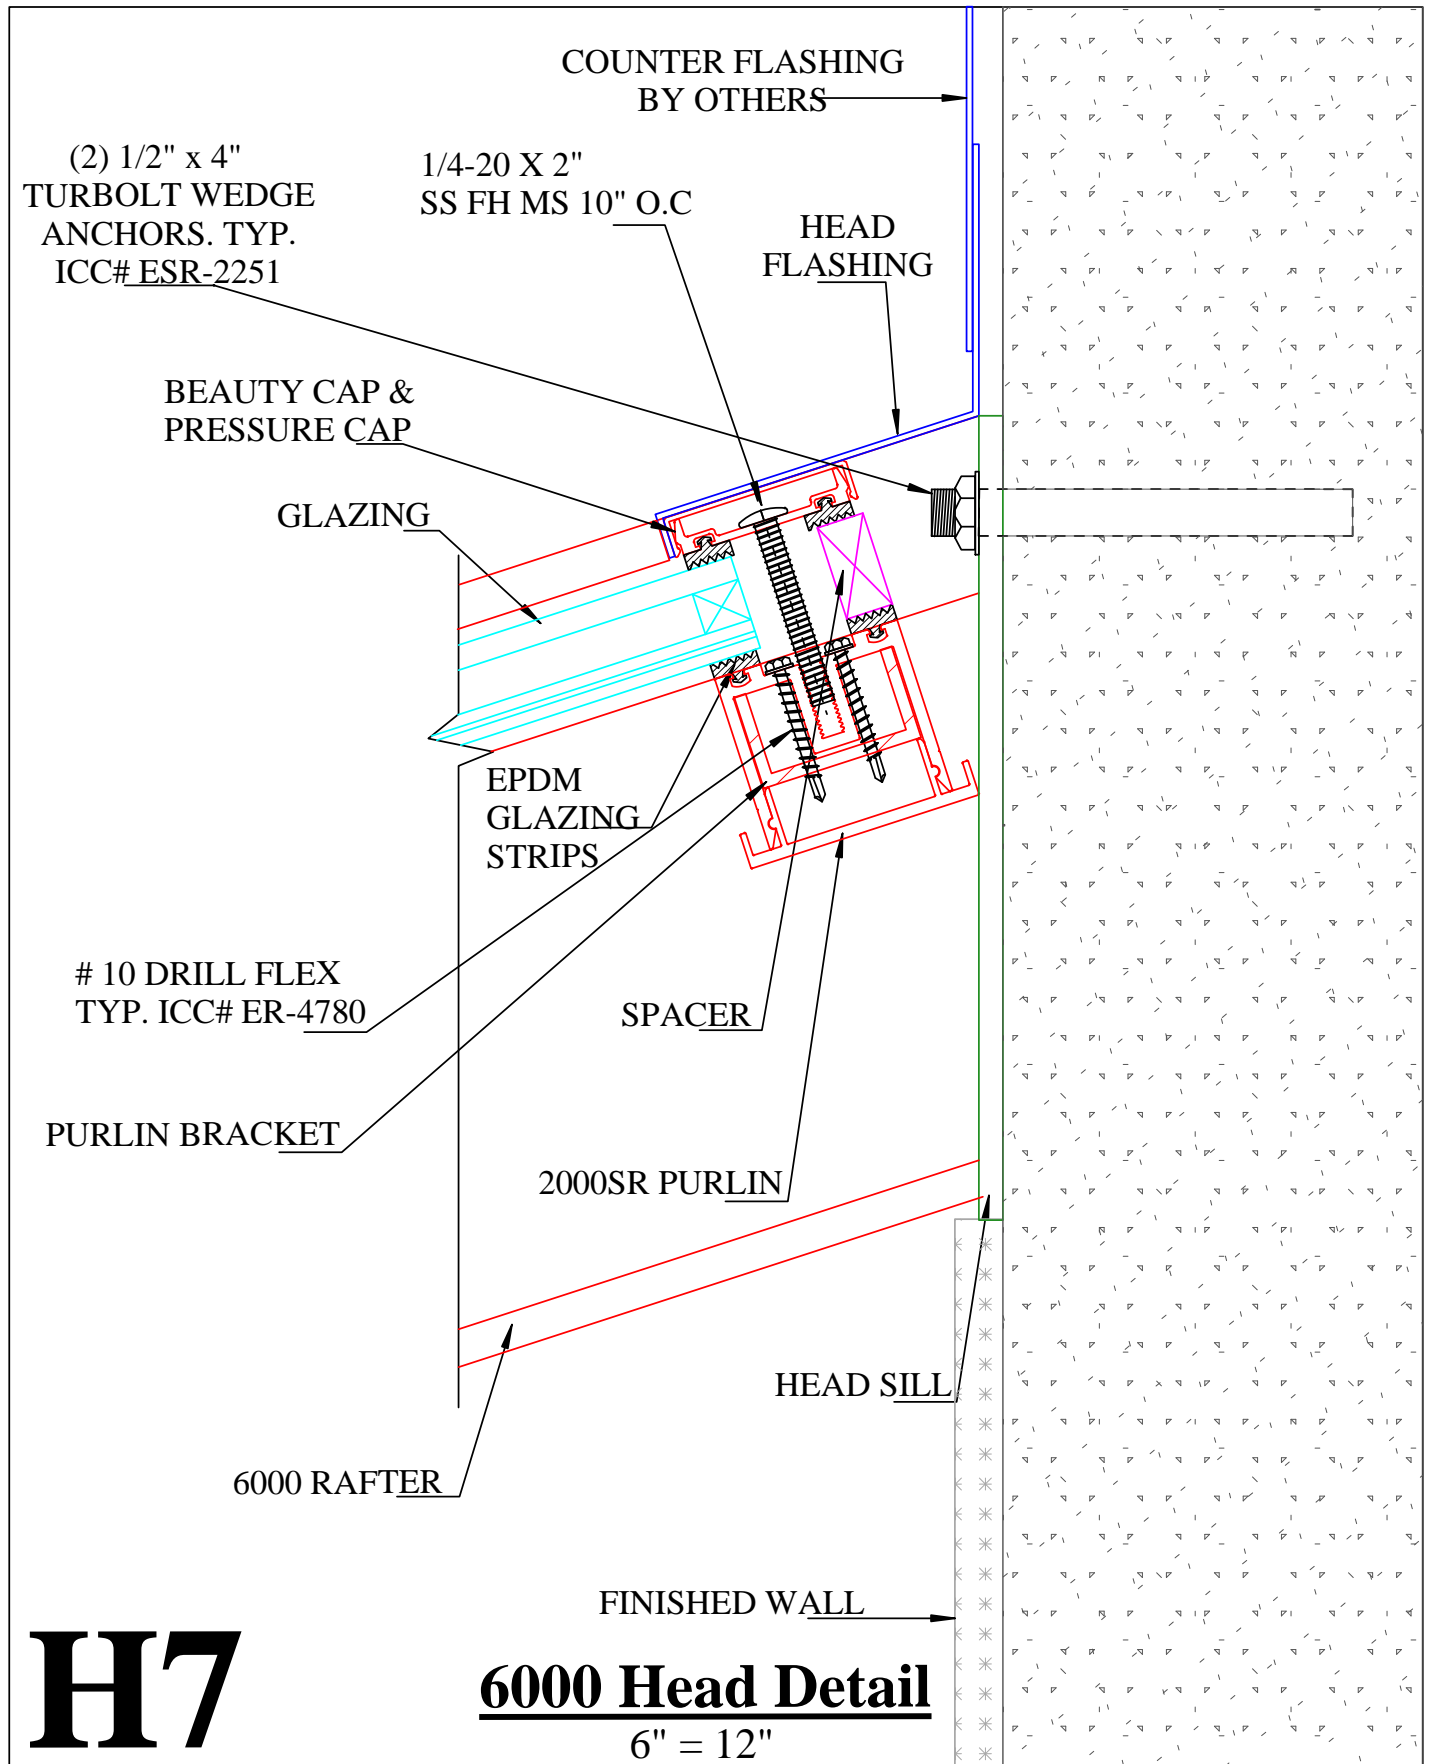 COUNTER FLASHING
BY OTHERS
(2) 1/2" x 4"
TURBOLT WEDGE
ANCHORS. TYP.
ICC# ESR-2251
1/4-20 X 2"
SS FH MS 10" O.C
HEAD
FLASHING
BEAUTY CAP &
PRESSURE CAP
GLAZING
EPDM
GLAZING
STRIPS
# 10 DRILL FLEX
TYP. ICC# ER-4780
SPACER
PURLIN BRACKET
2000SR PURLIN
HEAD SILL
6000 RAFTER
FINISHED WALL
H7
6000 Head Detail
6" = 12"